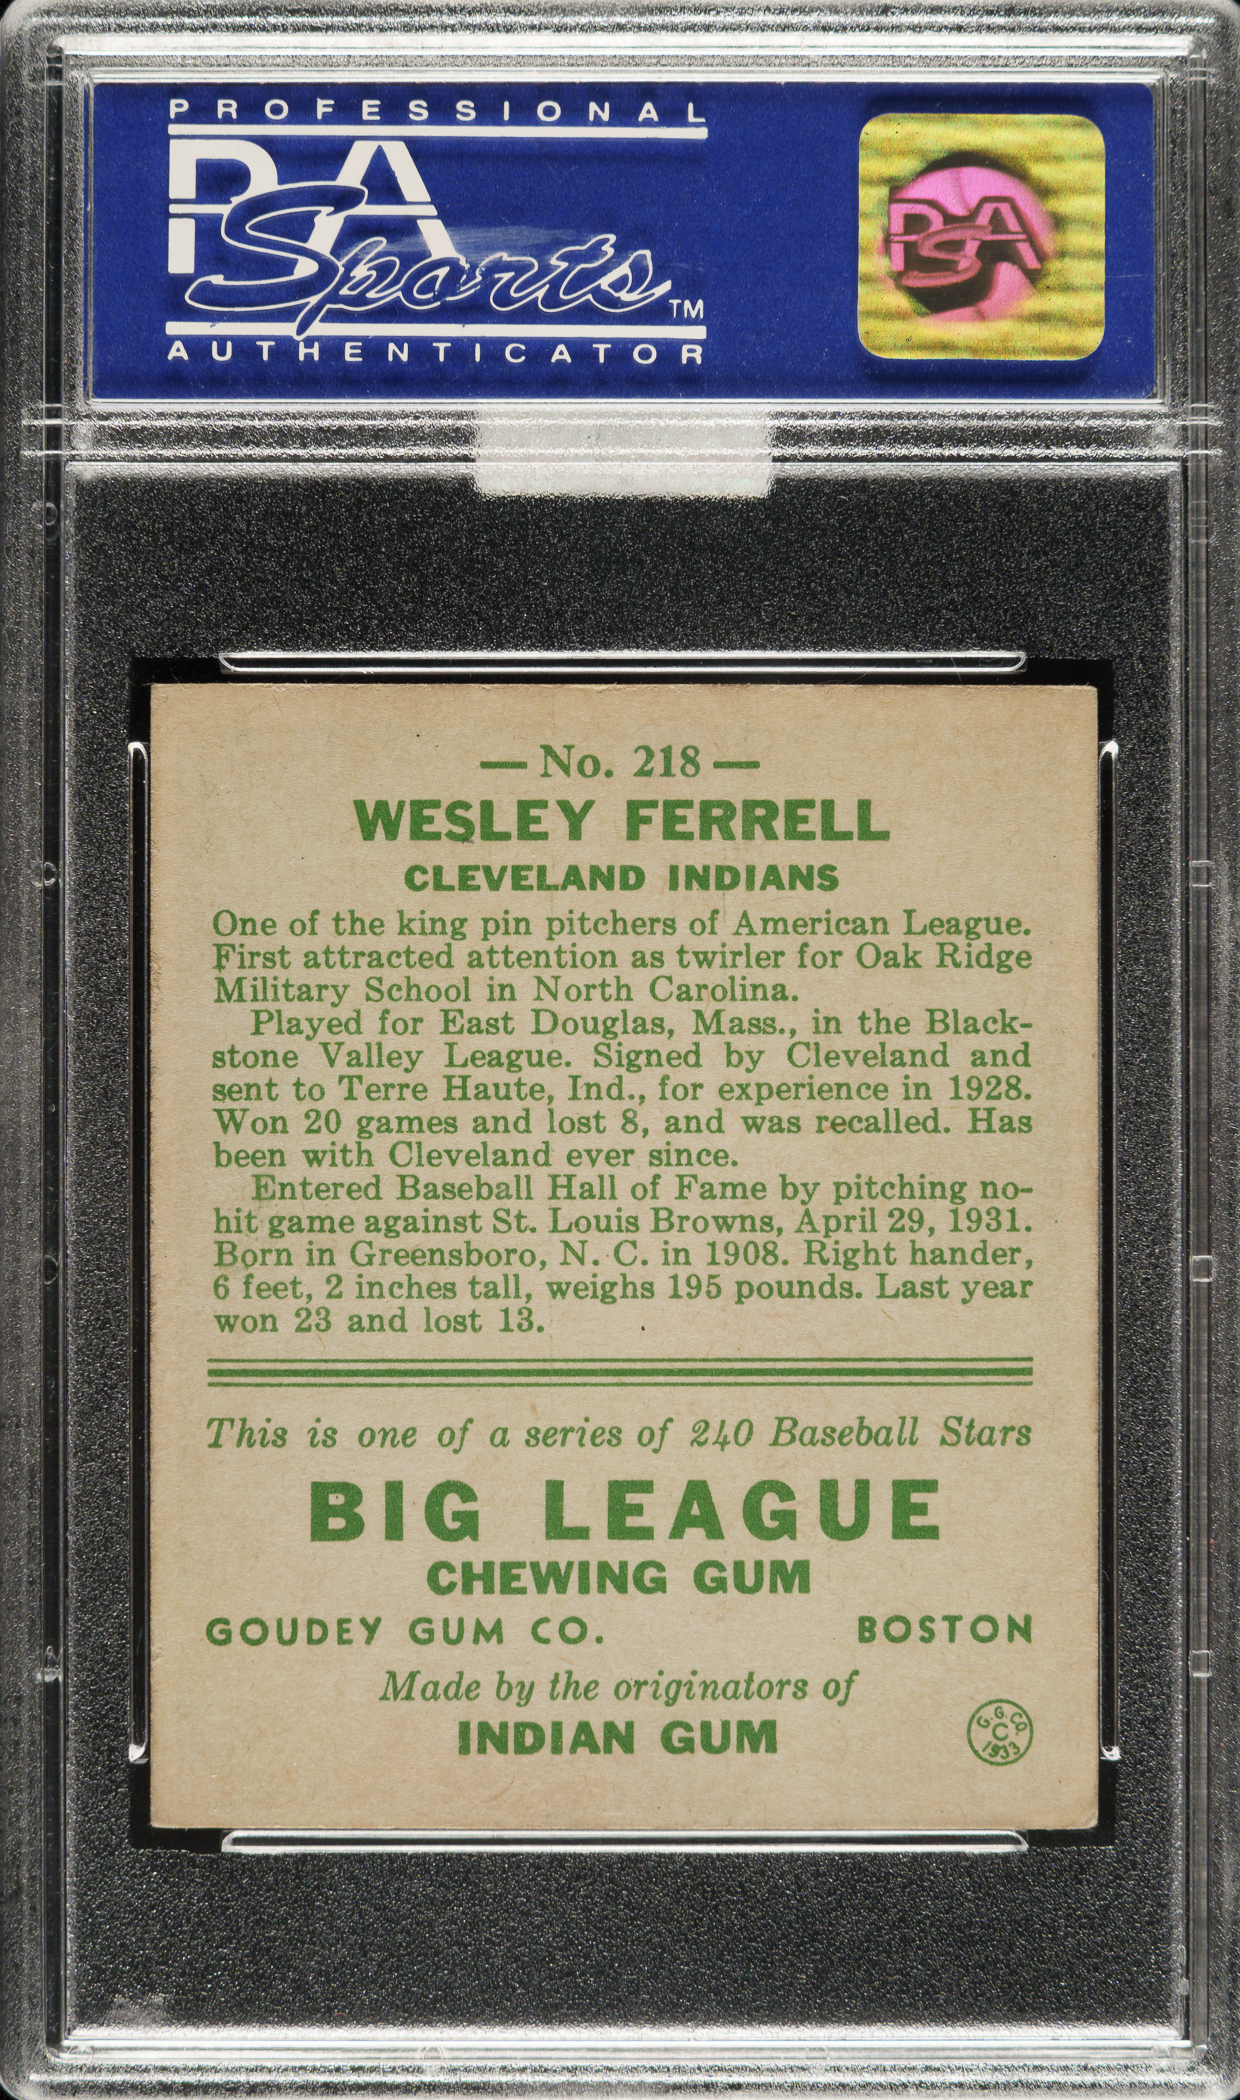 PROFESSIONAL
PSA
Sports™
AUTHENTICATOR
PSA
— No. 218 —
WESLEY FERRELL
CLEVELAND INDIANS
One of the king pin pitchers of American League.
First attracted attention as twirler for Oak Ridge
Military School in North Carolina.
Played for East Douglas, Mass., in the Black-
stone Valley League. Signed by Cleveland and
sent to Terre Haute, Ind., for experience in 1928.
Won 20 games and lost 8, and was recalled. Has
been with Cleveland ever since.
Entered Baseball Hall of Fame by pitching no-
hit game against St. Louis Browns, April 29, 1931.
Born in Greensboro, N. C. in 1908. Right hander,
6 feet, 2 inches tall, weighs 195 pounds. Last year
won 23 and lost 13.
This is one of a series of 240 Baseball Stars
BIG LEAGUE
CHEWING GUM
GOUDEY GUM CO. BOSTON
Made by the originators of
INDIAN GUM
G. G. CO.
C
1933